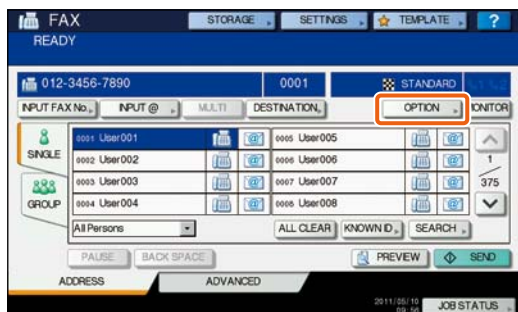 FAX STORAGE SETTINGS TEMPLATE ?
READY
012-3456-7890 0001 STANDARD
INPUT FAX No. INPUT @ MULTI DESTINATION OPTION MONITOR
SINGLE
0001 User001 @ 0005 User005 @
0002 User002 @ 0006 User006 @
1
0003 User003 @ 0007 User007 @
375
GROUP
0004 User004 @ 0008 User008 @
All Persons ALL CLEAR KNOWN ID SEARCH
PAUSE BACK SPACE PREVIEW SEND
ADDRESS ADVANCED
2011/05/10
09:56
JOB STATUS